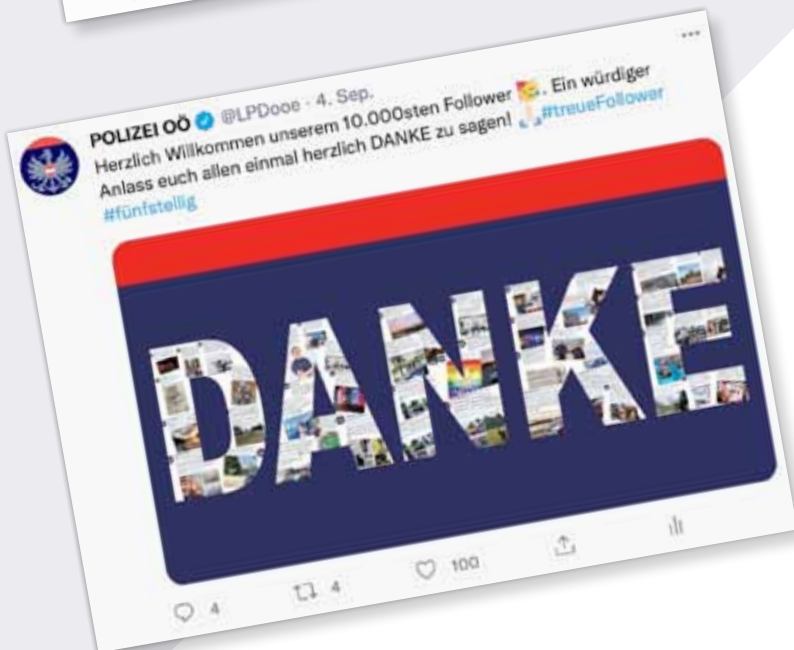 POLIZEI OÖ @LPDooe · 4. Sep.
Herzlich Willkommen unserem 10.000sten Follower 🥳. Ein würdiger
Anlass euch allen einmal herzlich DANKE zu sagen! #treueFollower
#fünfstellig
DANKE
4 4 100